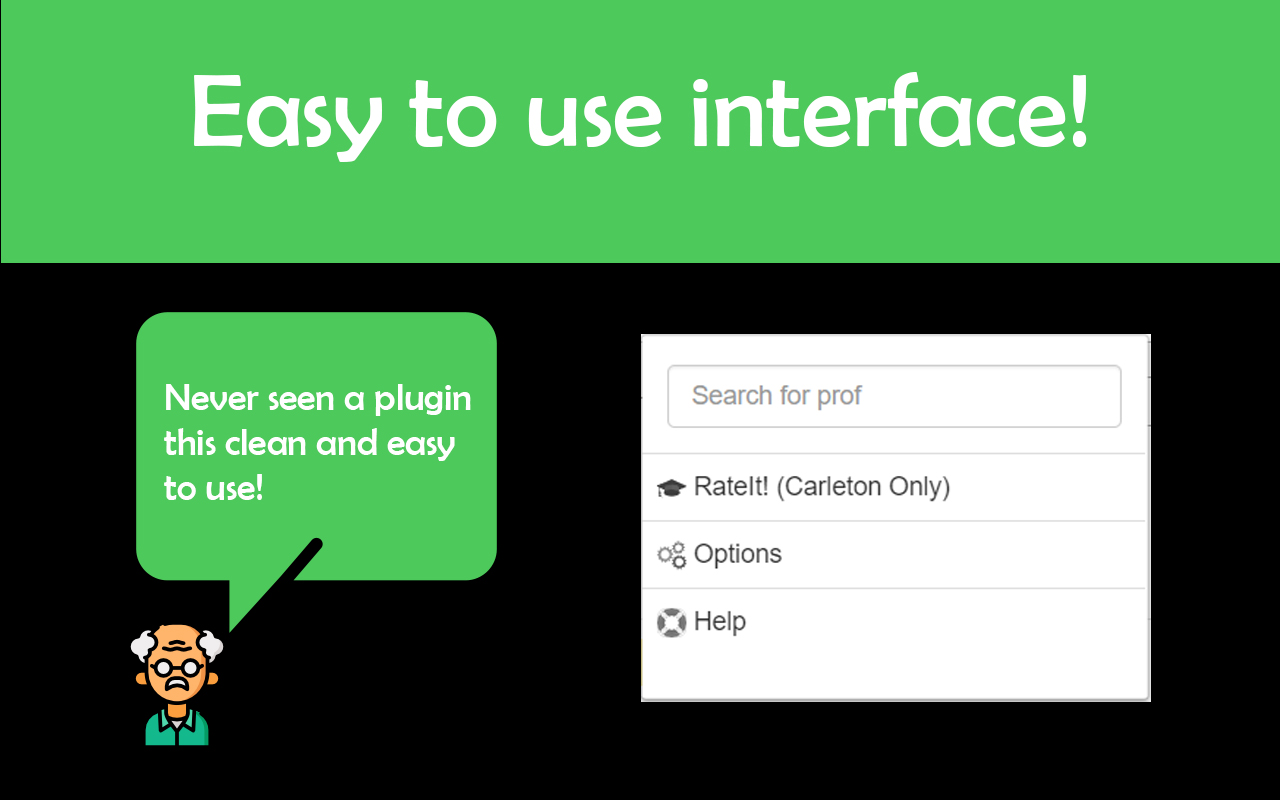 Easy to use interface!
Never seen a plugin
this clean and easy
to use!
Search for prof
RateIt! (Carleton Only)
Options
Help